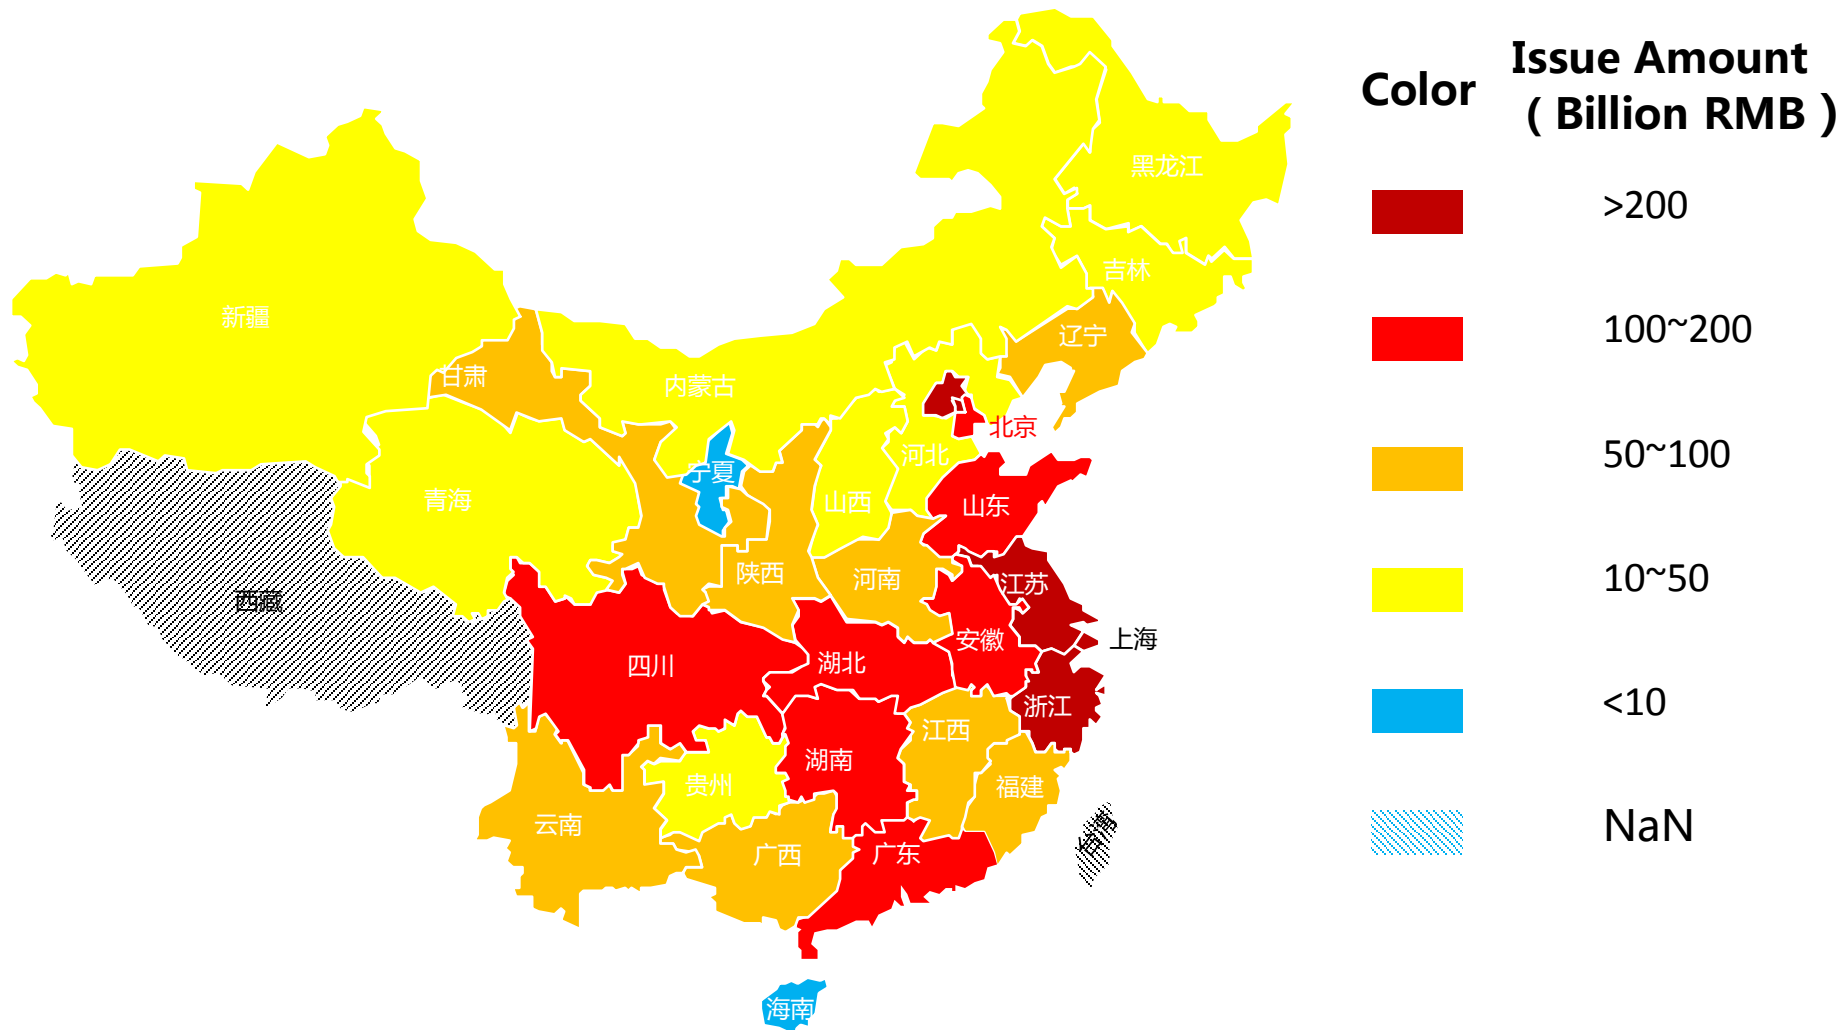 Color
Issue Amount
( Billion RMB )
>200
100~200
50~100
10~50
<10
NaN
黑龙江
吉林
辽宁
新疆
甘肃
内蒙古
北京
河北
宁夏
山西
青海
山东
陕西
河南
江苏
西藏
安徽
上海
四川
湖北
浙江
江西
湖南
贵州
福建
云南
广西
广东
台湾
海南